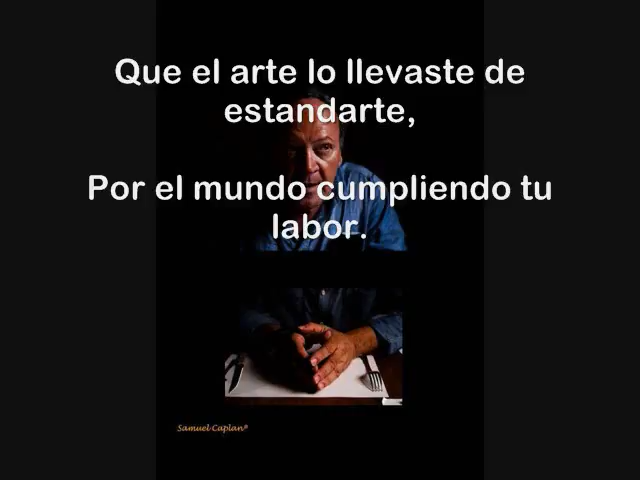 Que el arte lo llevaste de
estandarte,
Por el mundo cumpliendo tu
labor.
Samuel Caplan®